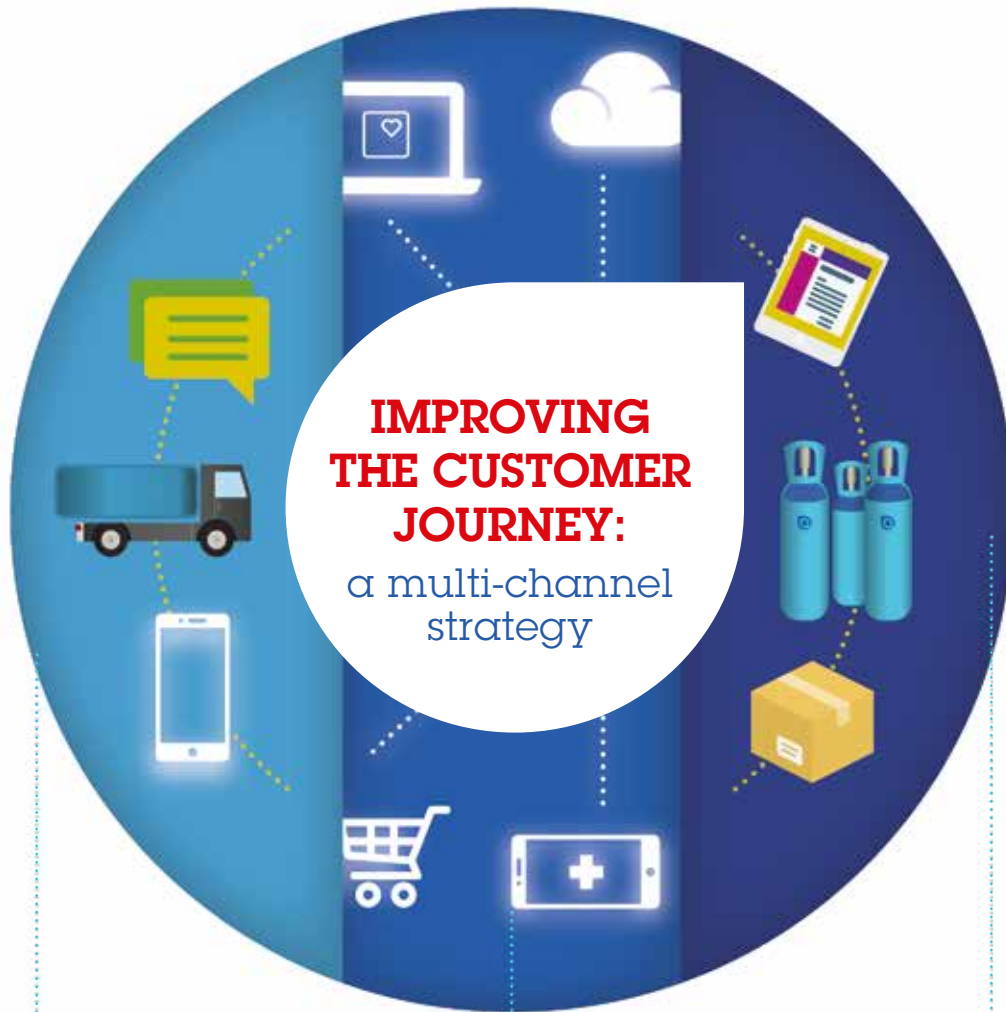 IMPROVING
THE CUSTOMER
JOURNEY:
a multi-channel
strategy